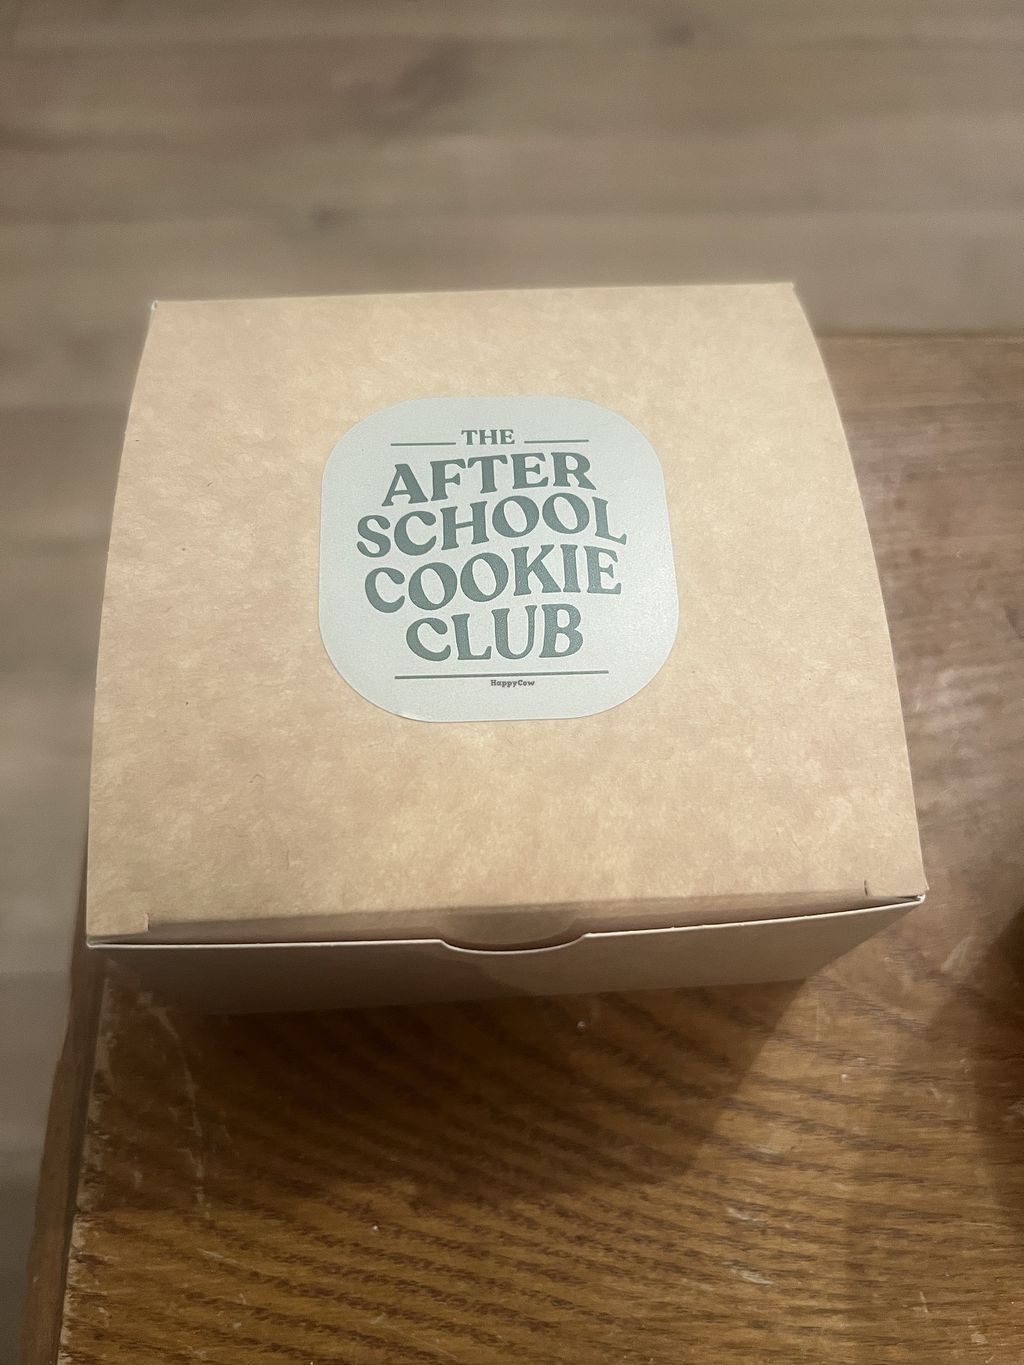 THE
AFTER
SCHOOL
COOKIE
CLUB
HappyCow